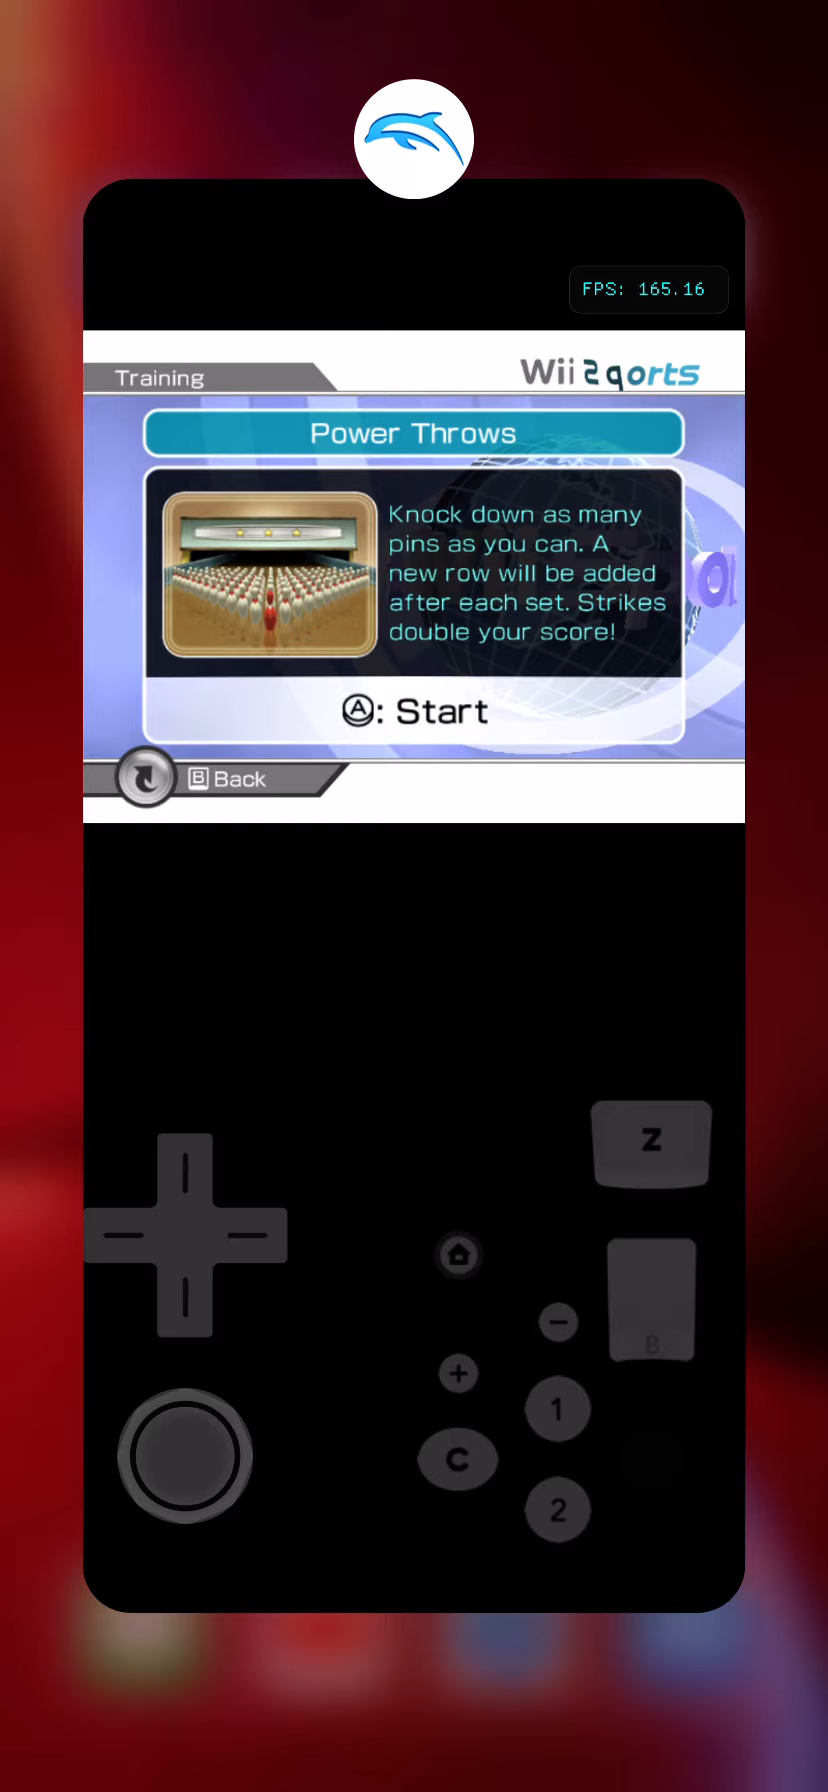 FPS: 165.16
Training
Wii Sports
Power Throws
Knock down as many
pins as you can. A
new row will be added
after each set. Strikes
double your score!
A: Start
B Back
Z
B
1
C
2